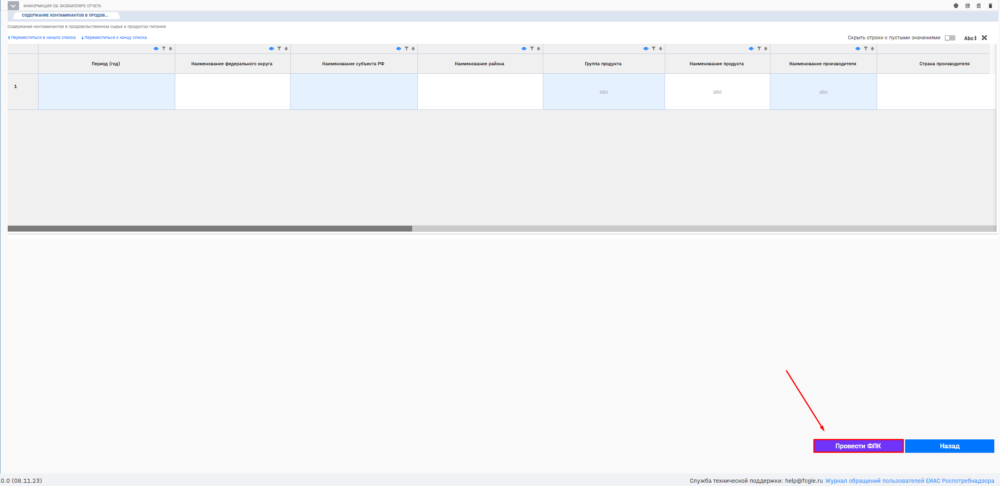 ИНФОРМАЦИЯ ОБ ЭКЗЕМПЛЯРЕ ОТЧЕТА
СОДЕРЖАНИЕ КОНТАМИНАНТОВ В ПРОДОВ...
Содержание контаминантов в продовольственном сырье и продуктах питания
Переместиться в начало списка Переместиться к концу списка Скрыть строки с пустыми значениями Abc
Период (год) Наименование федерального округа Наименование субъекта РФ Наименование района Группа продукта Наименование продукта Наименование производителя Страна производителя
1 abc abc abc
Провести ФЛК Назад
.0.0 (08.11.23) Служба технической поддержки: help@fcgie.ru Журнал обращений пользователей ЕИАС Роспотребнадзора